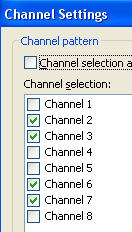 Channel Settings
Channel pattern
Channel selection a
Channel selection:
Channel 1
Channel 2
Channel 3
Channel 4
Channel 5
Channel 6
Channel 7
Channel 8